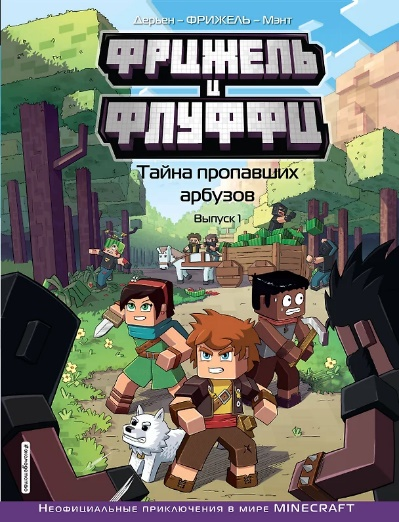 Дерьен – ФРИЖЕЛЬ – Мэнт
ФРИЖЕЛЬ
и
ФЛУФФИ
Тайна пропавших
арбузов
Выпуск 1
Неофициальные приключения в мире MINECRAFT